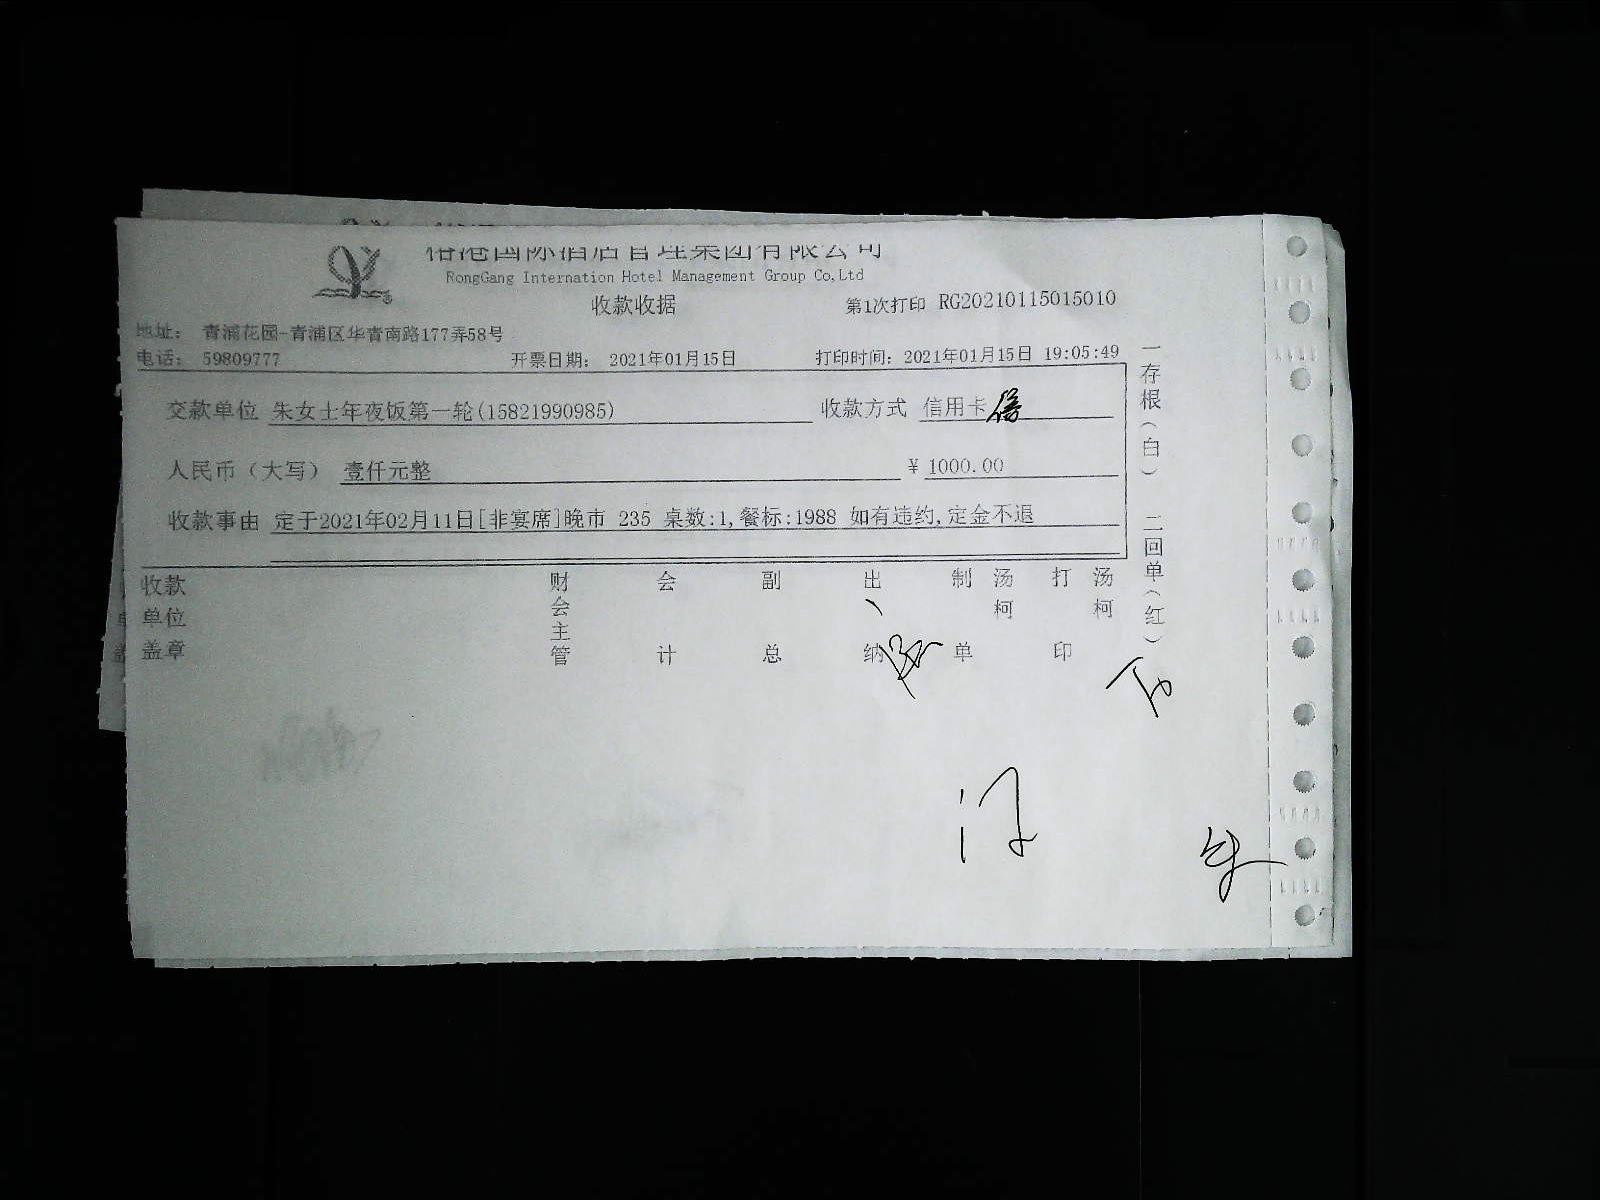 国际酒店管理集团有限公司
RongGang Internation Hotel Management Group Co,Ltd
收款收据
第1次打印 RG20210115015010
地址： 青浦花园-青浦区华青南路177弄58号
电话： 59809777
开票日期： 2021年01月15日
打印时间： 2021年01月15日 19:05:49
交款单位 朱女士年夜饭第一轮(15821990985)
收款方式 信用卡
人民币（大写） 壹仟元整
¥ 1000.00
收款事由 定于2021年02月11日[非宴席]晚市 235 桌数:1,餐标:1988 如有违约,定金不退
收款单位盖章
财会主管
会计
副总
出纳
制单
汤柯
打印
汤柯
一存根（白） 二回单（红）